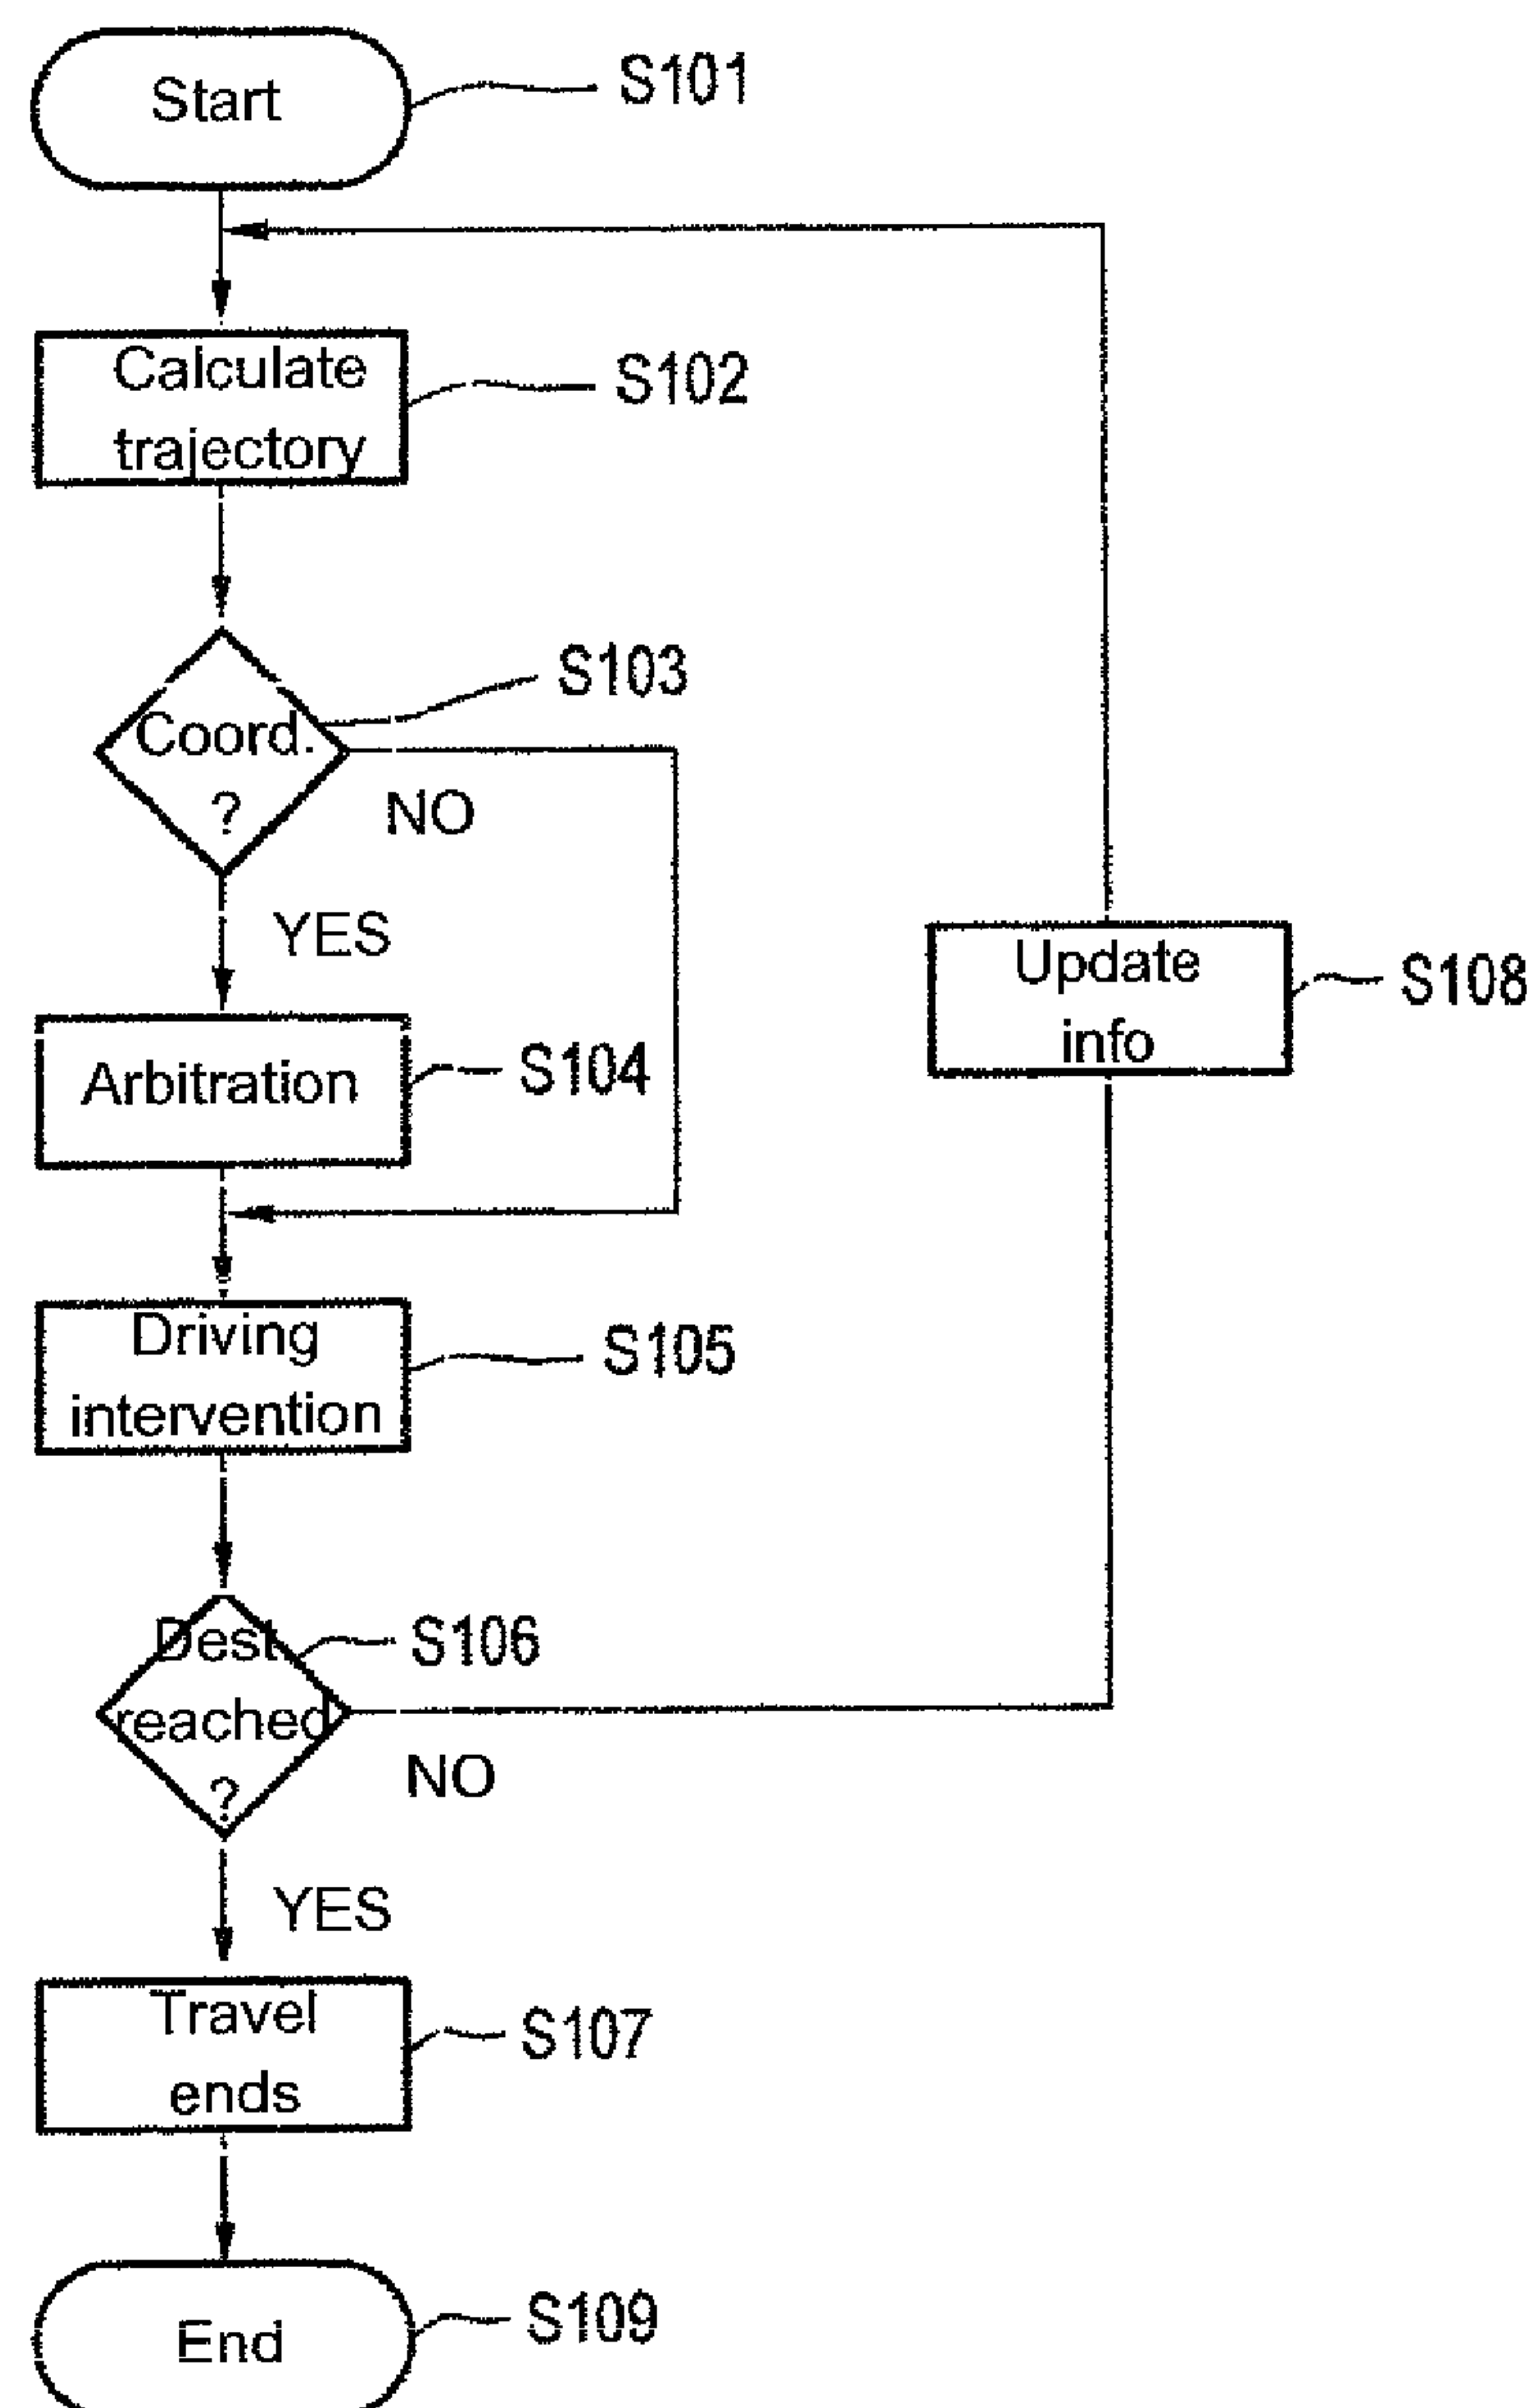 Start
S101
Calculate
trajectory
S102
Coord.
?
S103
NO
YES
Arbitration
S104
Update
info
S108
Driving
intervention
S105
Dest.
reached
?
S106
NO
YES
Travel
ends
S107
End
S109